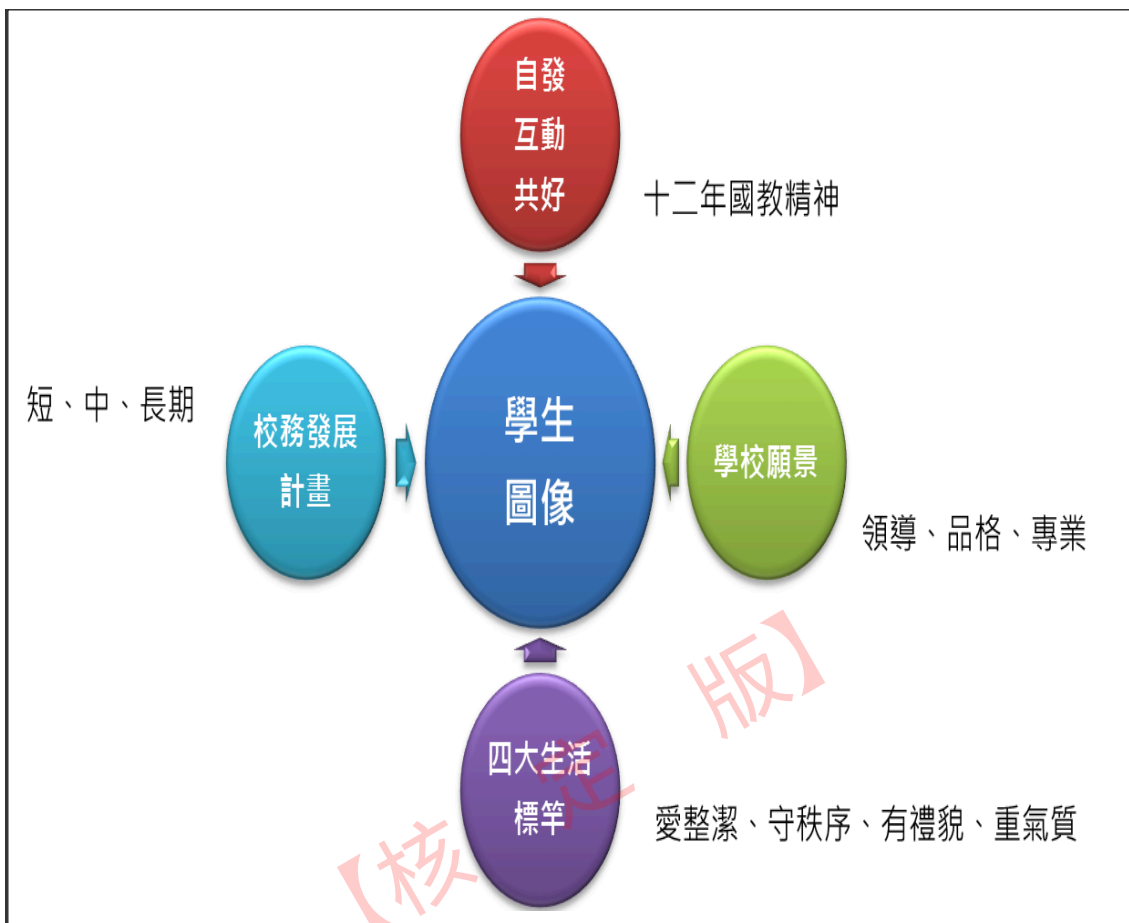 自發
互動
共好
十二年國教精神
短、中、長期
校務發展
計畫
學生
圖像
學校願景
領導、品格、專業
四大生活
標竿
愛整潔、守秩序、有禮貌、重氣質
【核定版】